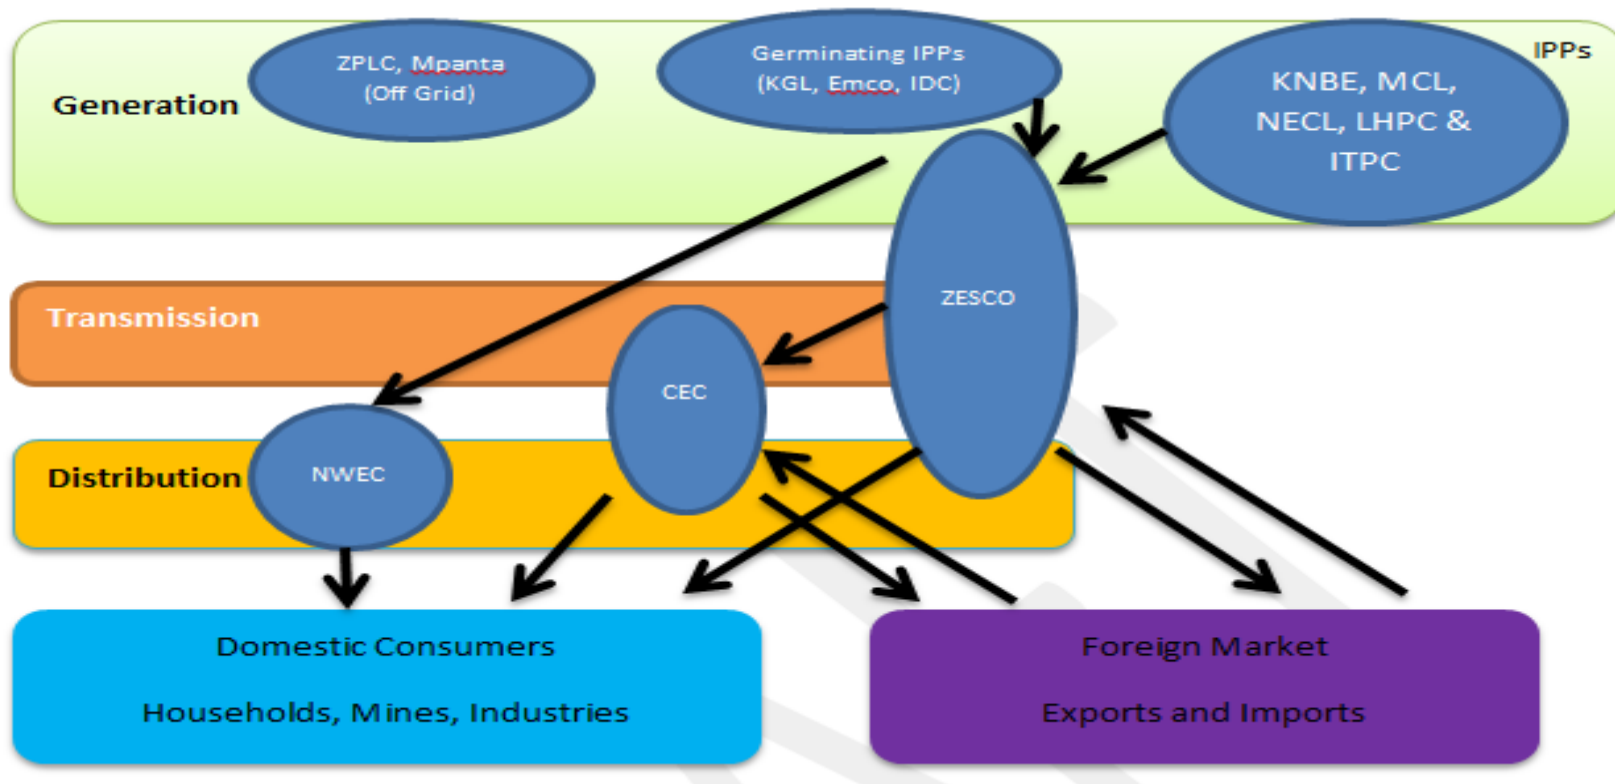 IPPs
Generation
ZPLC, Mpanta
(Off Grid)
Germinating IPPs
(KGL, Emco, IDC)
KNBE, MCL,
NECL, LHPC &
ITPC
Transmission
ZESCO
CEC
Distribution
NWEC
Domestic Consumers
Households, Mines, Industries
Foreign Market
Exports and Imports